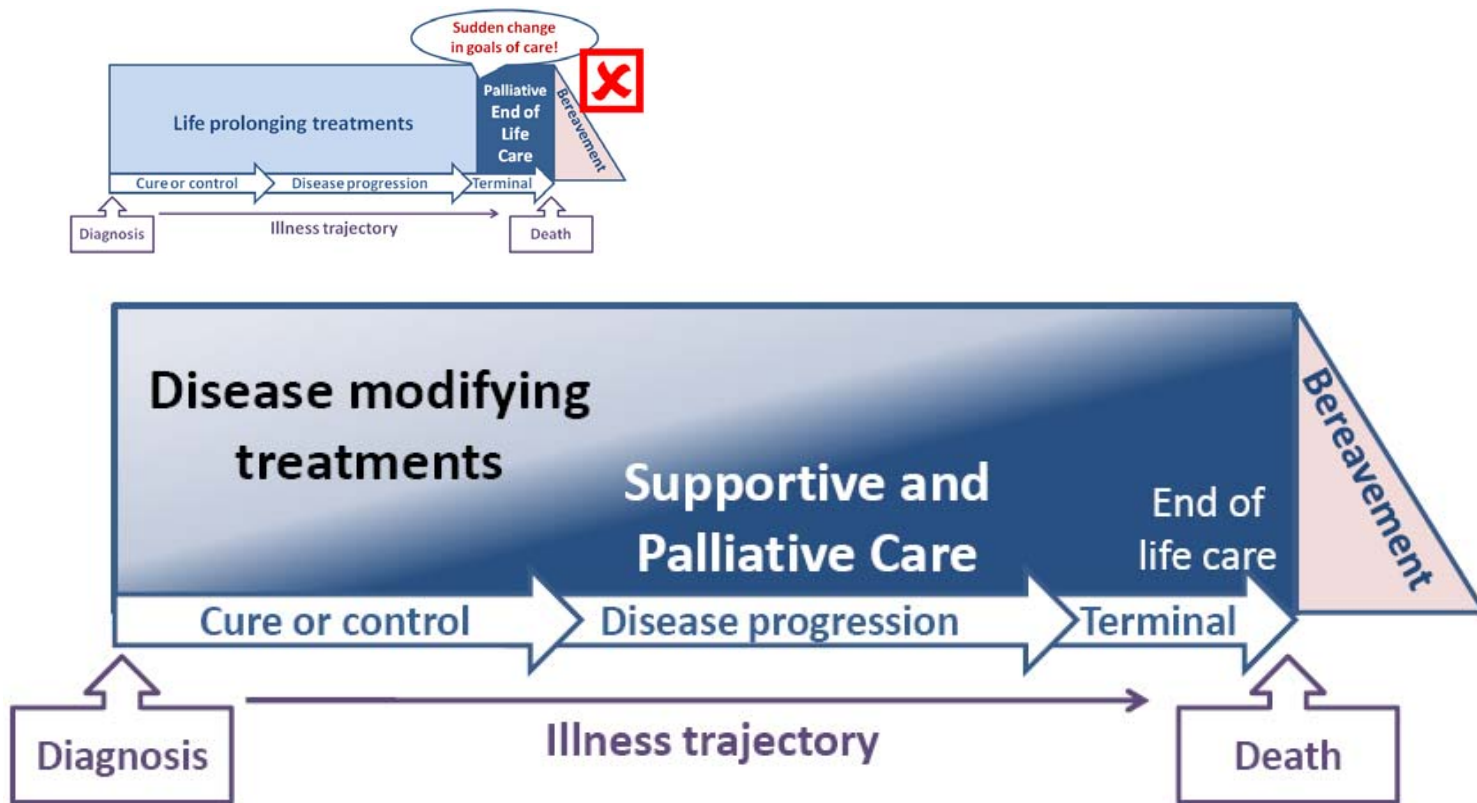 Sudden change
in goals of care!
Life prolonging treatments
Palliative
End of
Life
Care
Bereavement
Cure or control
Disease progression
Terminal
Diagnosis
Illness trajectory
Death
Disease modifying
treatments
Supportive and
Palliative Care
End of
life care
Bereavement
Cure or control
Disease progression
Terminal
Diagnosis
Illness trajectory
Death